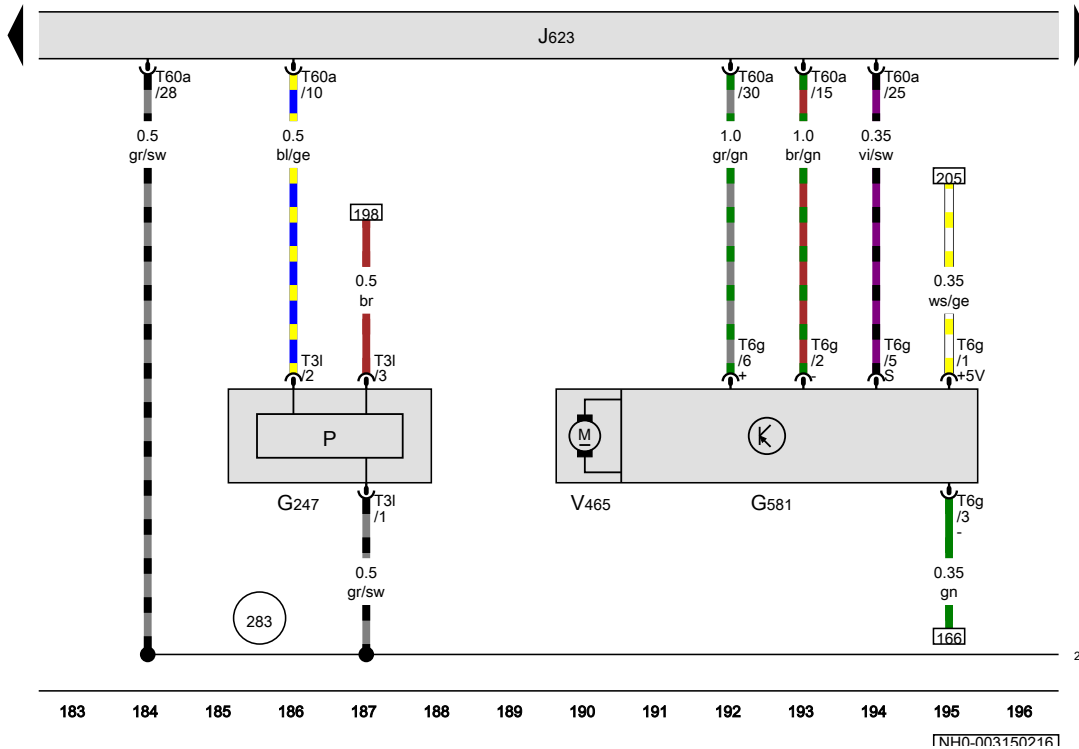 J623
T60a
/28
T60a
/10
T60a
/30
T60a
/15
T60a
/25
0.5
gr/sw
0.5
bl/ge
1.0
gr/gn
1.0
br/gn
0.35
vi/sw
205
198
0.5
br
0.35
ws/ge
T3l
/2
T3l
/3
T6g
/6
+
T6g
/2
-
T6g
/5
S
T6g
/1
+5V
P
M
G247
T3l
/1
V465
G581
T6g
/3
-
0.5
gr/sw
0.35
gn
283
166
2
183 184 185 186 187 188 189 190 191 192 193 194 195 196
NH0-003150216